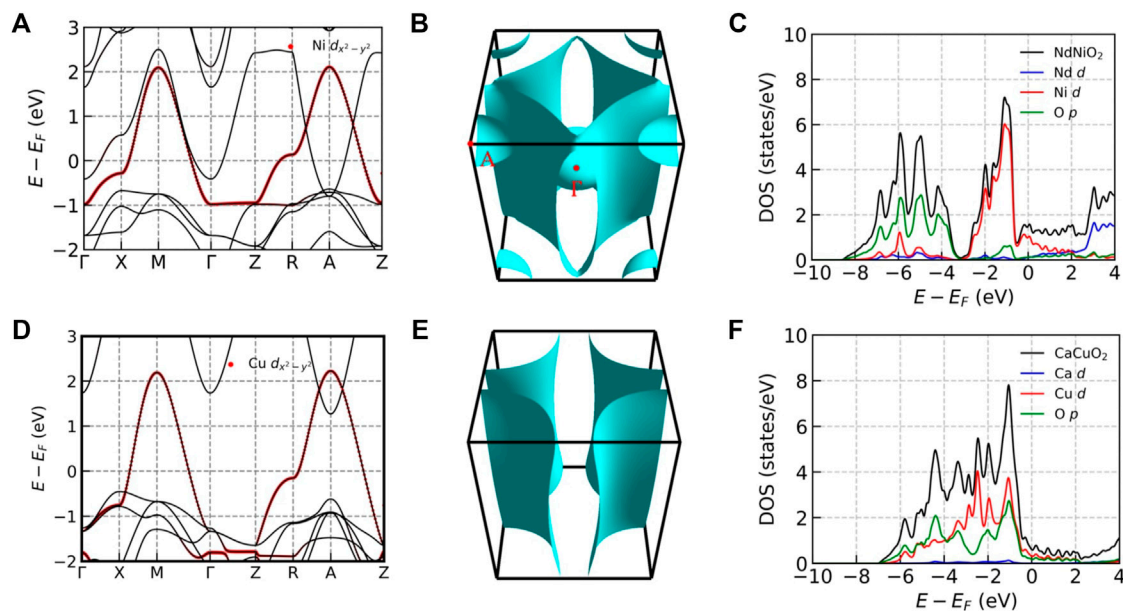 A
E − E_F (eV)
3
2
1
0
−1
−2
Ni d_{x²−y²}
Γ X M Γ Z R A Z
B
A
Γ
C
DOS (states/eV)
10
8
6
4
2
0
NdNiO₂
Nd d
Ni d
O p
−10 −8 −6 −4 −2 0 2 4
E − E_F (eV)
D
E − E_F (eV)
3
2
1
0
−1
−2
Cu d_{x²−y²}
Γ X M Γ Z R A Z
E
F
DOS (states/eV)
10
8
6
4
2
0
CaCuO₂
Ca d
Cu d
O p
−10 −8 −6 −4 −2 0 2 4
E − E_F (eV)